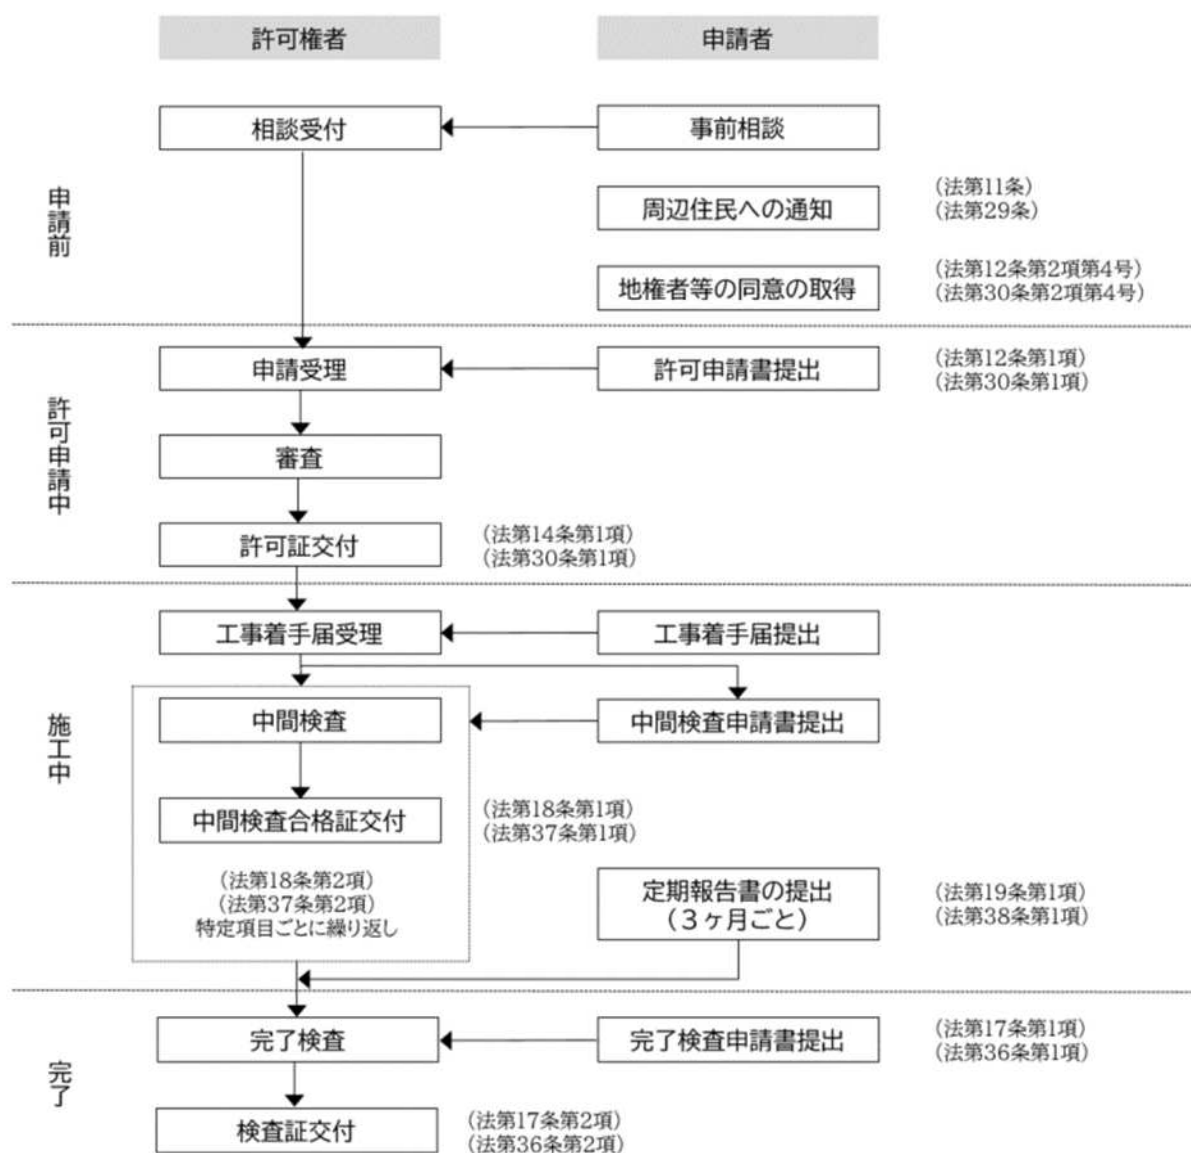 許可権者
申請者
申請前
相談受付
事前相談
周辺住民への通知
(法第11条)
(法第29条)
地権者等の同意の取得
(法第12条第2項第4号)
(法第30条第2項第4号)
許可申請中
申請受理
許可申請書提出
(法第12条第1項)
(法第30条第1項)
審査
許可証交付
(法第14条第1項)
(法第30条第1項)
施工中
工事着手届受理
工事着手届提出
中間検査
中間検査申請書提出
中間検査合格証交付
(法第18条第1項)
(法第37条第1項)
(法第18条第2項)
(法第37条第2項)
特定項目ごとに繰り返し
定期報告書の提出
(3ヶ月ごと)
(法第19条第1項)
(法第38条第1項)
完了
完了検査
完了検査申請書提出
(法第17条第1項)
(法第36条第1項)
検査証交付
(法第17条第2項)
(法第36条第2項)